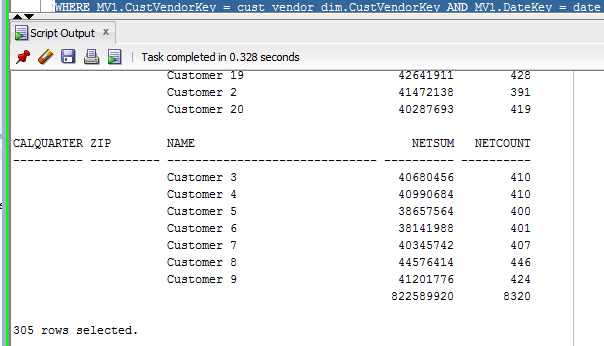 WHERE MV1.CustVendorKey = cust_vendor_dim.CustVendorKey AND MV1.DateKey = date
Script Output x
Task completed in 0.328 seconds
Customer 19 42641911 428
Customer 2 41472138 391
Customer 20 40287693 419
CALQUARTER ZIP NAME NETSUM NETCOUNT
---------- ---------- ----------------------------------- ---------- ----------
Customer 3 40680456 410
Customer 4 40990684 410
Customer 5 38657564 400
Customer 6 38141988 401
Customer 7 40345742 407
Customer 8 44576414 446
Customer 9 41201776 424
822589920 8320
305 rows selected.